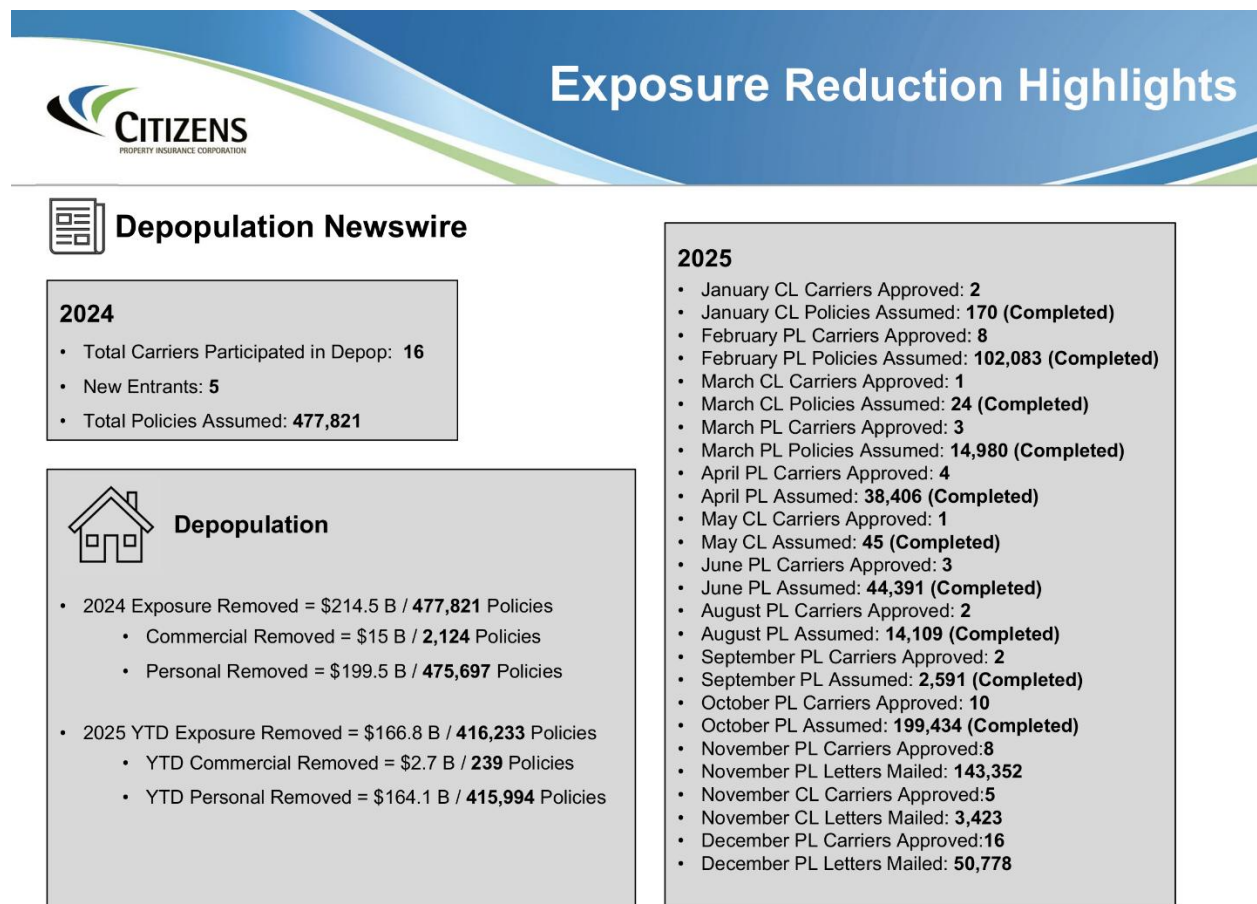 Exposure Reduction Highlights
CITIZENS
PROPERTY INSURANCE CORPORATION
Depopulation Newswire
2024
• Total Carriers Participated in Depop: 16
• New Entrants: 5
• Total Policies Assumed: 477,821
Depopulation
• 2024 Exposure Removed = $214.5 B / 477,821 Policies
• Commercial Removed = $15 B / 2,124 Policies
• Personal Removed = $199.5 B / 475,697 Policies
• 2025 YTD Exposure Removed = $166.8 B / 416,233 Policies
• YTD Commercial Removed = $2.7 B / 239 Policies
• YTD Personal Removed = $164.1 B / 415,994 Policies
2025
• January CL Carriers Approved: 2
• January CL Policies Assumed: 170 (Completed)
• February PL Carriers Approved: 8
• February PL Policies Assumed: 102,083 (Completed)
• March CL Carriers Approved: 1
• March CL Policies Assumed: 24 (Completed)
• March PL Carriers Approved: 3
• March PL Policies Assumed: 14,980 (Completed)
• April PL Carriers Approved: 4
• April PL Assumed: 38,406 (Completed)
• May CL Carriers Approved: 1
• May CL Assumed: 45 (Completed)
• June PL Carriers Approved: 3
• June PL Assumed: 44,391 (Completed)
• August PL Carriers Approved: 2
• August PL Assumed: 14,109 (Completed)
• September PL Carriers Approved: 2
• September PL Assumed: 2,591 (Completed)
• October PL Carriers Approved: 10
• October PL Assumed: 199,434 (Completed)
• November PL Carriers Approved:8
• November PL Letters Mailed: 143,352
• November CL Carriers Approved:5
• November CL Letters Mailed: 3,423
• December PL Carriers Approved:16
• December PL Letters Mailed: 50,778